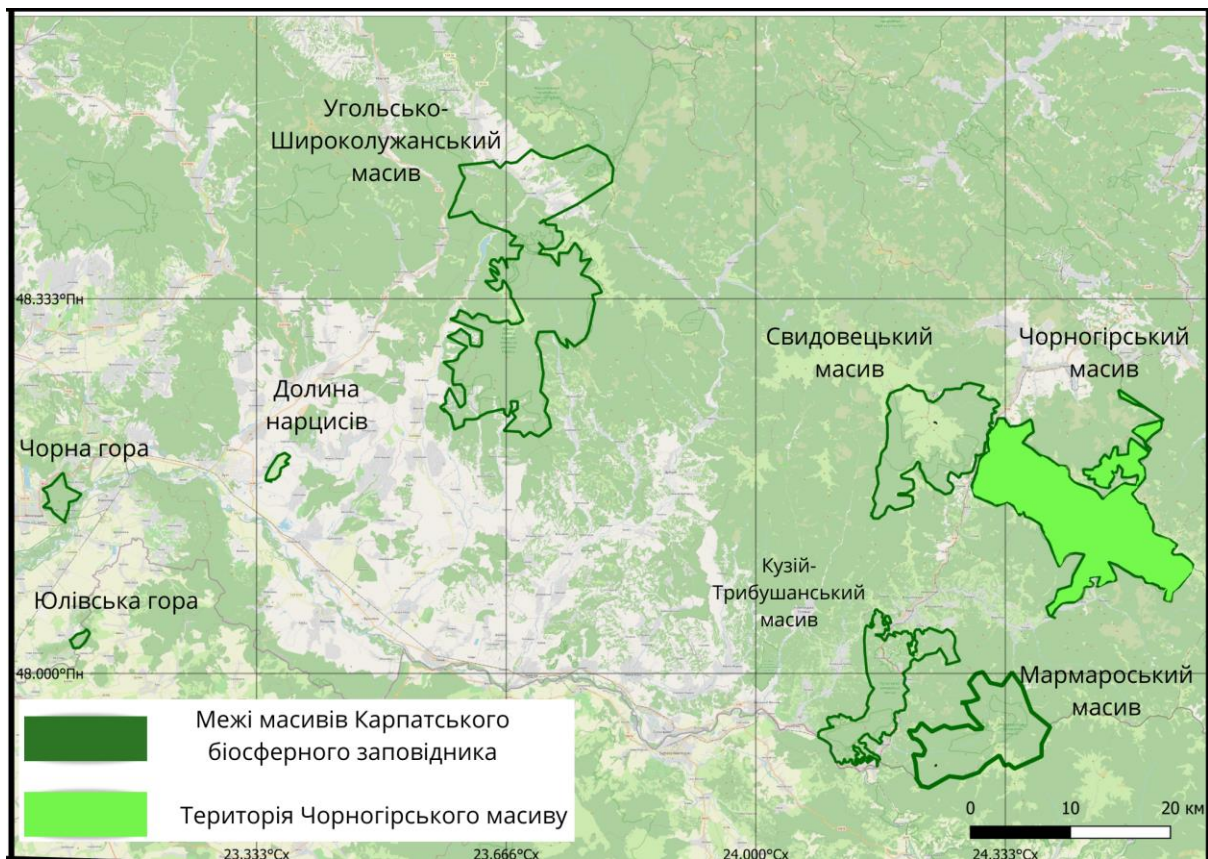 Угольсько-
Широколужанський
масив
48.333°Пн
Свидовецький
масив
Чорногірський
масив
Долина
нарцисів
Чорна гора
Кузій-
Трибушанський
масив
Юлівська гора
48.000°Пн
Мармароський
масив
Межі масивів Карпатського
біосферного заповідника
Територія Чорногірського масиву
0 10 20 км
23.333°Сх 23.666°Сх 24.000°Сх 24.333°Сх